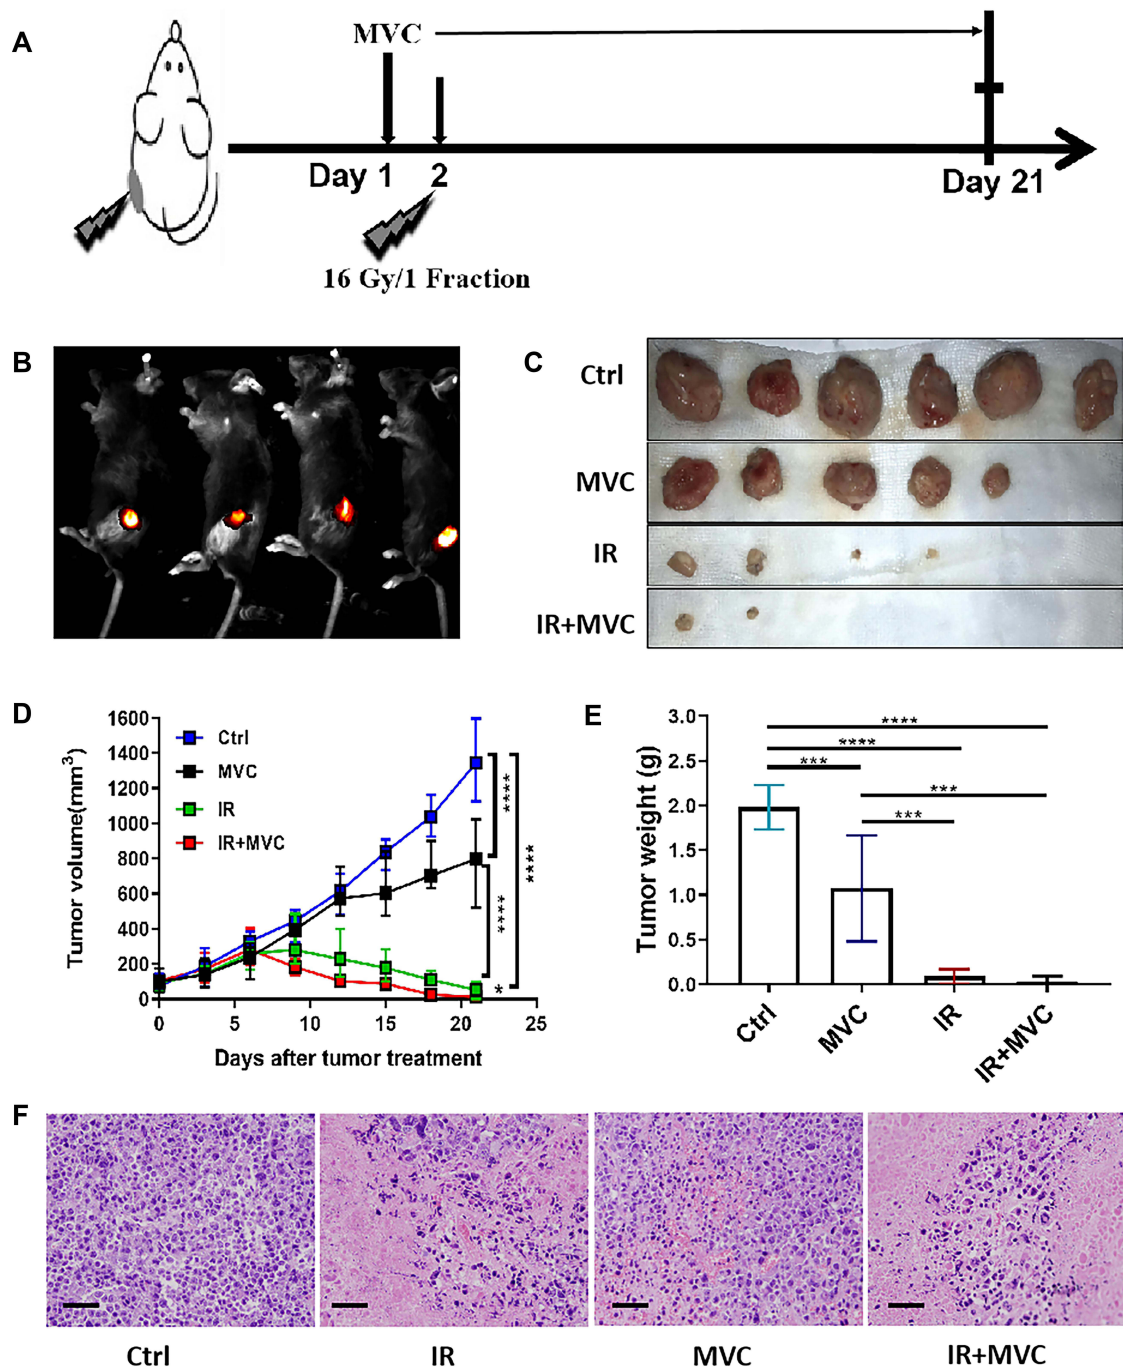 A
MVC
Day 1
2
Day 21
16 Gy/1 Fraction
B
C
Ctrl
MVC
IR
IR+MVC
D
Tumor volume(mm³)
1600
1400
1200
1000
800
600
400
200
0
Ctrl
MVC
IR
IR+MVC
****
****
****
*
0 5 10 15 20 25
Days after tumor treatment
E
Tumor weight (g)
3.0
2.5
2.0
1.5
1.0
0.5
0.0
****
****
***
***
***
Ctrl
MVC
IR
IR+MVC
F
Ctrl
IR
MVC
IR+MVC